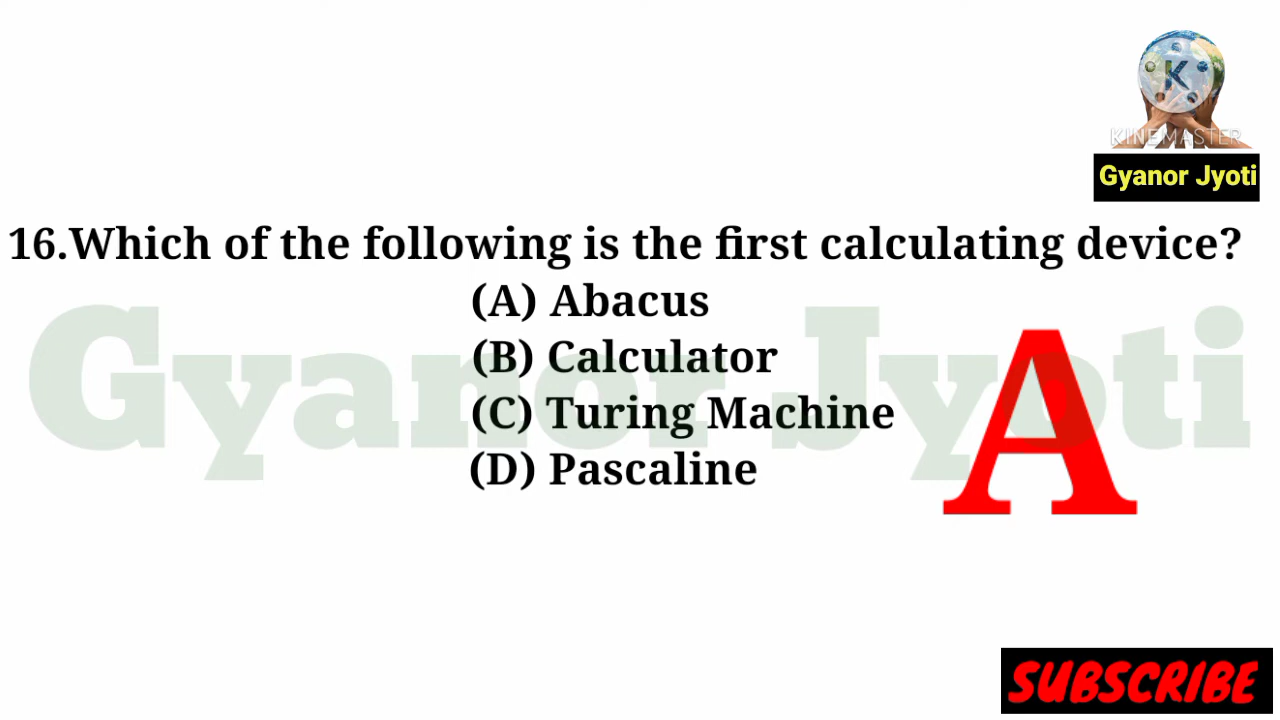 K
KINEMASTER
Gyanor Jyoti
16.Which of the following is the first calculating device?
(A) Abacus
(B) Calculator
(C) Turing Machine
(D) Pascaline
Gyanor Jyoti
A
SUBSCRIBE